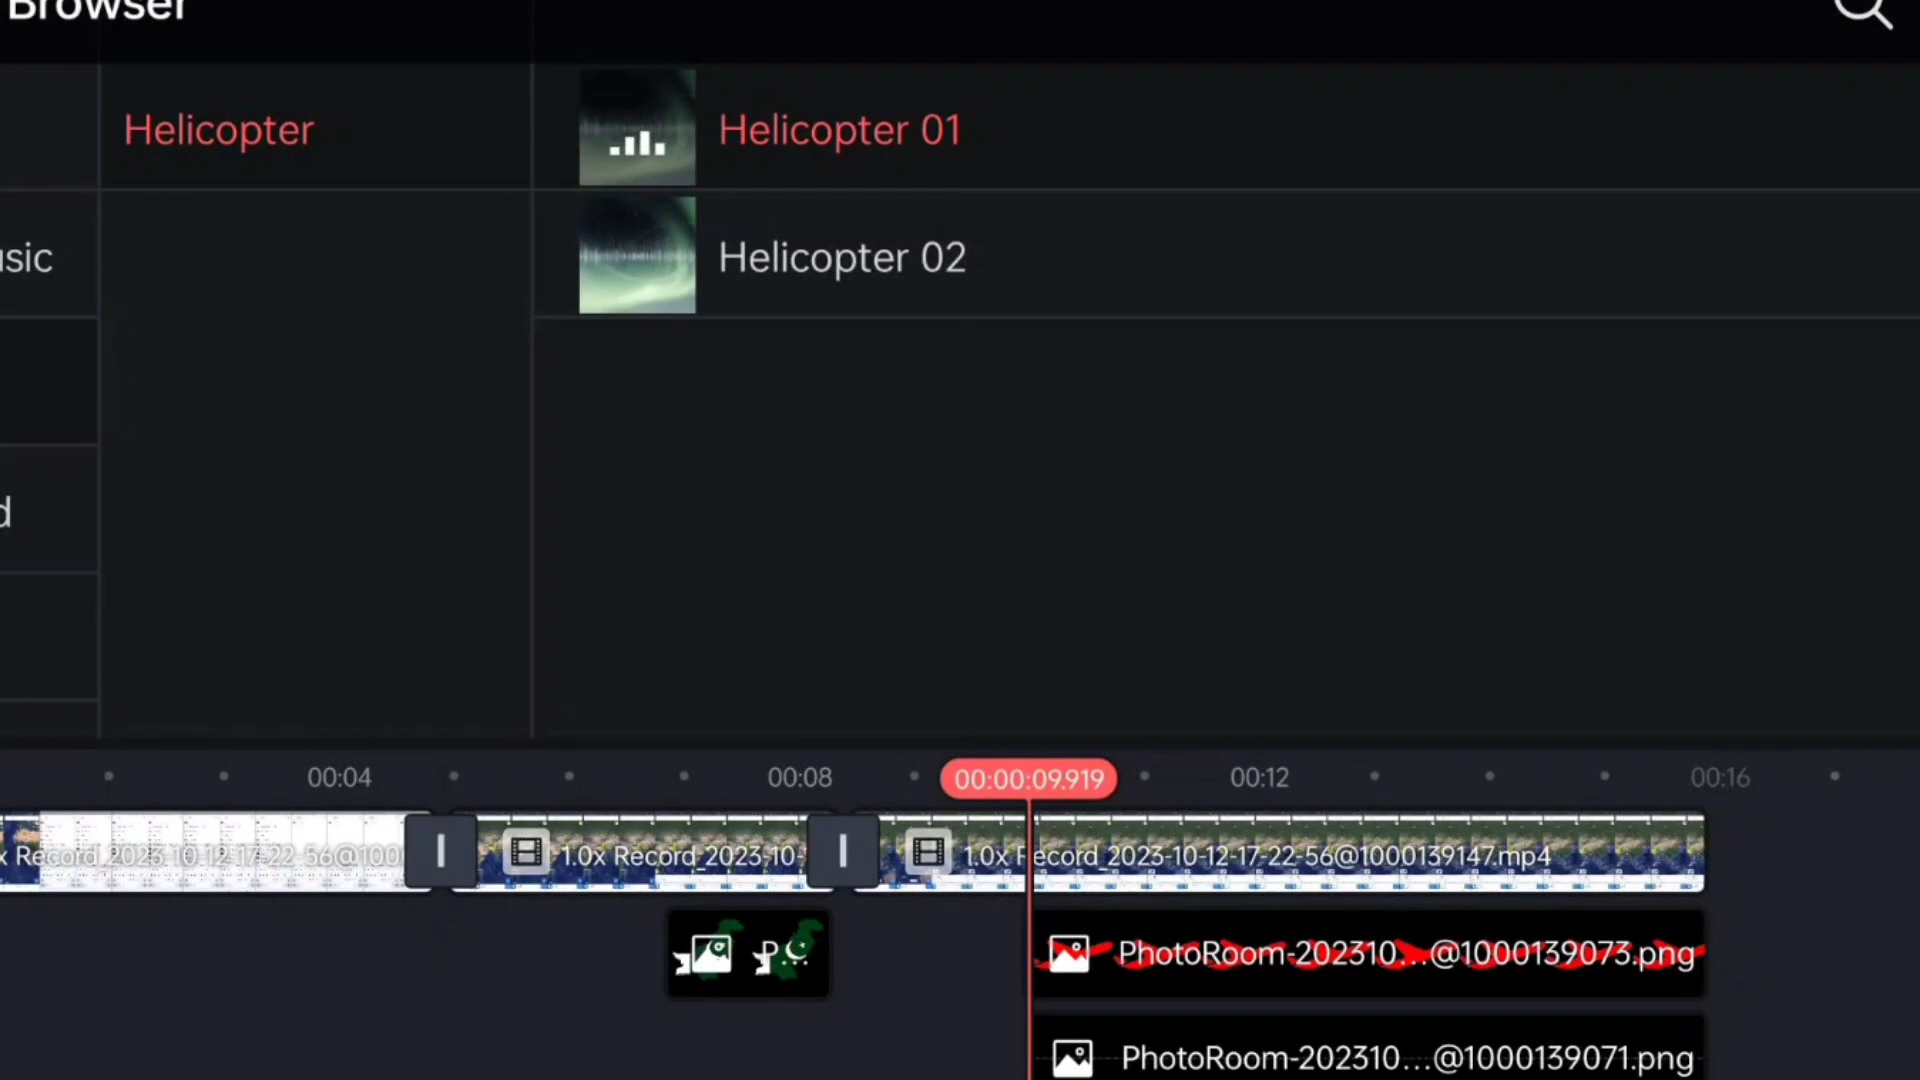 Browser
Helicopter
Helicopter 01
usic
Helicopter 02
d
00:04
00:08
00:00:09.919
00:12
00:16
x Record_2023-10-12-17-22-56@100
1.0x Record_2023-10-
1.0x Record_2023-10-12-17-22-56@1000139147.mp4
P
PhotoRoom-202310...@1000139073.png
PhotoRoom-202310...@1000139071.png